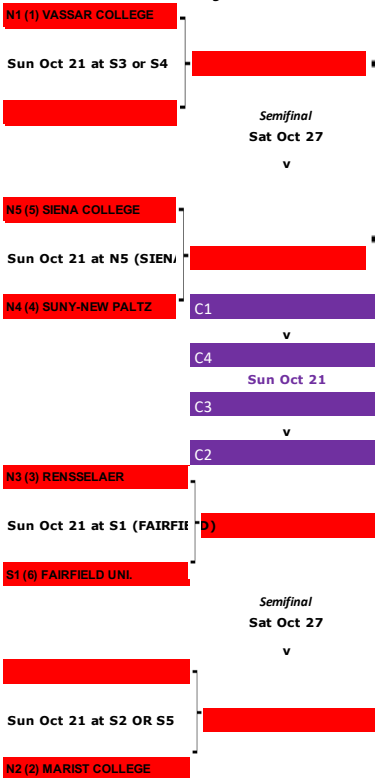 N1 (1) VASSAR COLLEGE
Sun Oct 21 at S3 or S4
Semifinal
Sat Oct 27
v
N5 (5) SIENA COLLEGE
Sun Oct 21 at N5 (SIENA
N4 (4) SUNY-NEW PALTZ
C1
v
C4
Sun Oct 21
C3
v
C2
N3 (3) RENSSELAER
Sun Oct 21 at S1 (FAIRFIELD)
S1 (6) FAIRFIELD UNI.
Semifinal
Sat Oct 27
v
Sun Oct 21 at S2 OR S5
N2 (2) MARIST COLLEGE